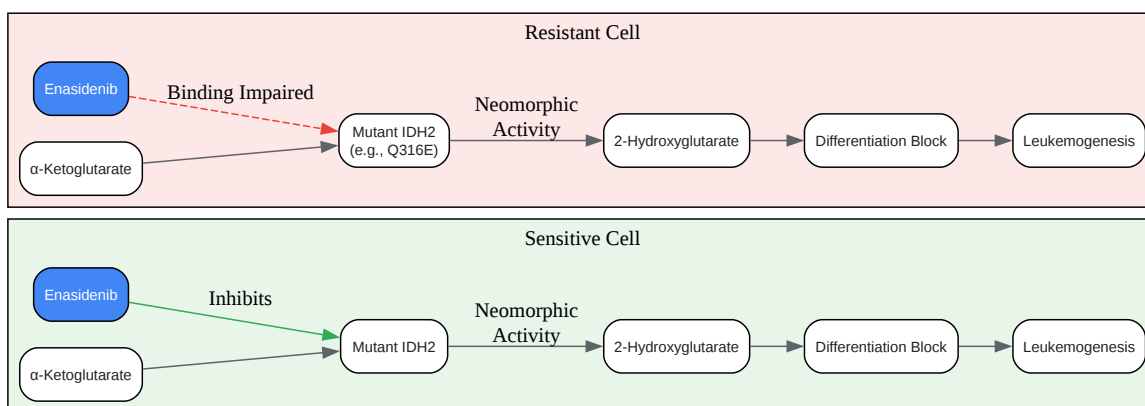 Resistant Cell
Enasidenib
Binding Impaired
α-Ketoglutarate
Mutant IDH2
(e.g., Q316E)
Neomorphic
Activity
2-Hydroxyglutarate
Differentiation Block
Leukemogenesis
Sensitive Cell
Enasidenib
Inhibits
α-Ketoglutarate
Mutant IDH2
Neomorphic
Activity
2-Hydroxyglutarate
Differentiation Block
Leukemogenesis